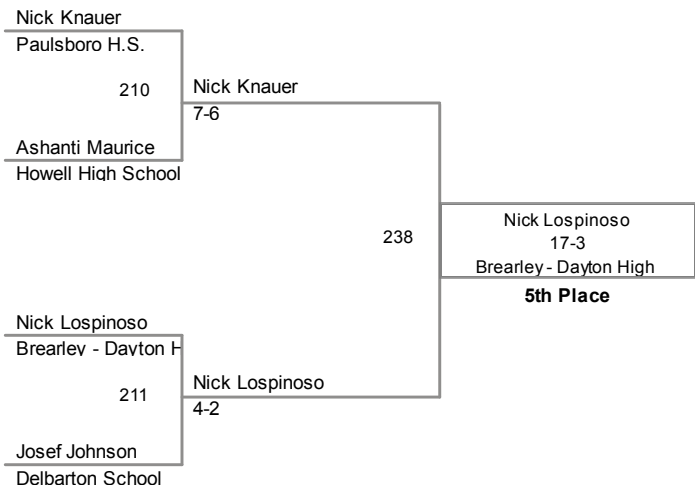 Nick Knauer
Paulsboro H.S.
210
Nick Knauer
7-6
Ashanti Maurice
Howell High School
238
Nick Lospinoso
17-3
Brearley - Dayton High
5th Place
Nick Lospinoso
Brearley - Dayton H
211
Nick Lospinoso
4-2
Josef Johnson
Delbarton School